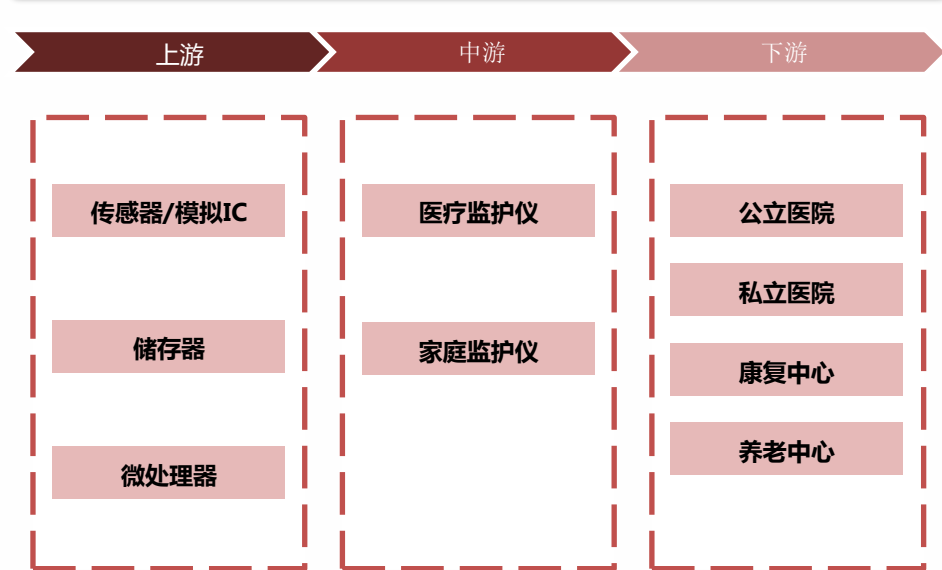 上游
中游
下游
传感器/模拟IC
储存器
微处理器
医疗监护仪
家庭监护仪
公立医院
私立医院
康复中心
养老中心